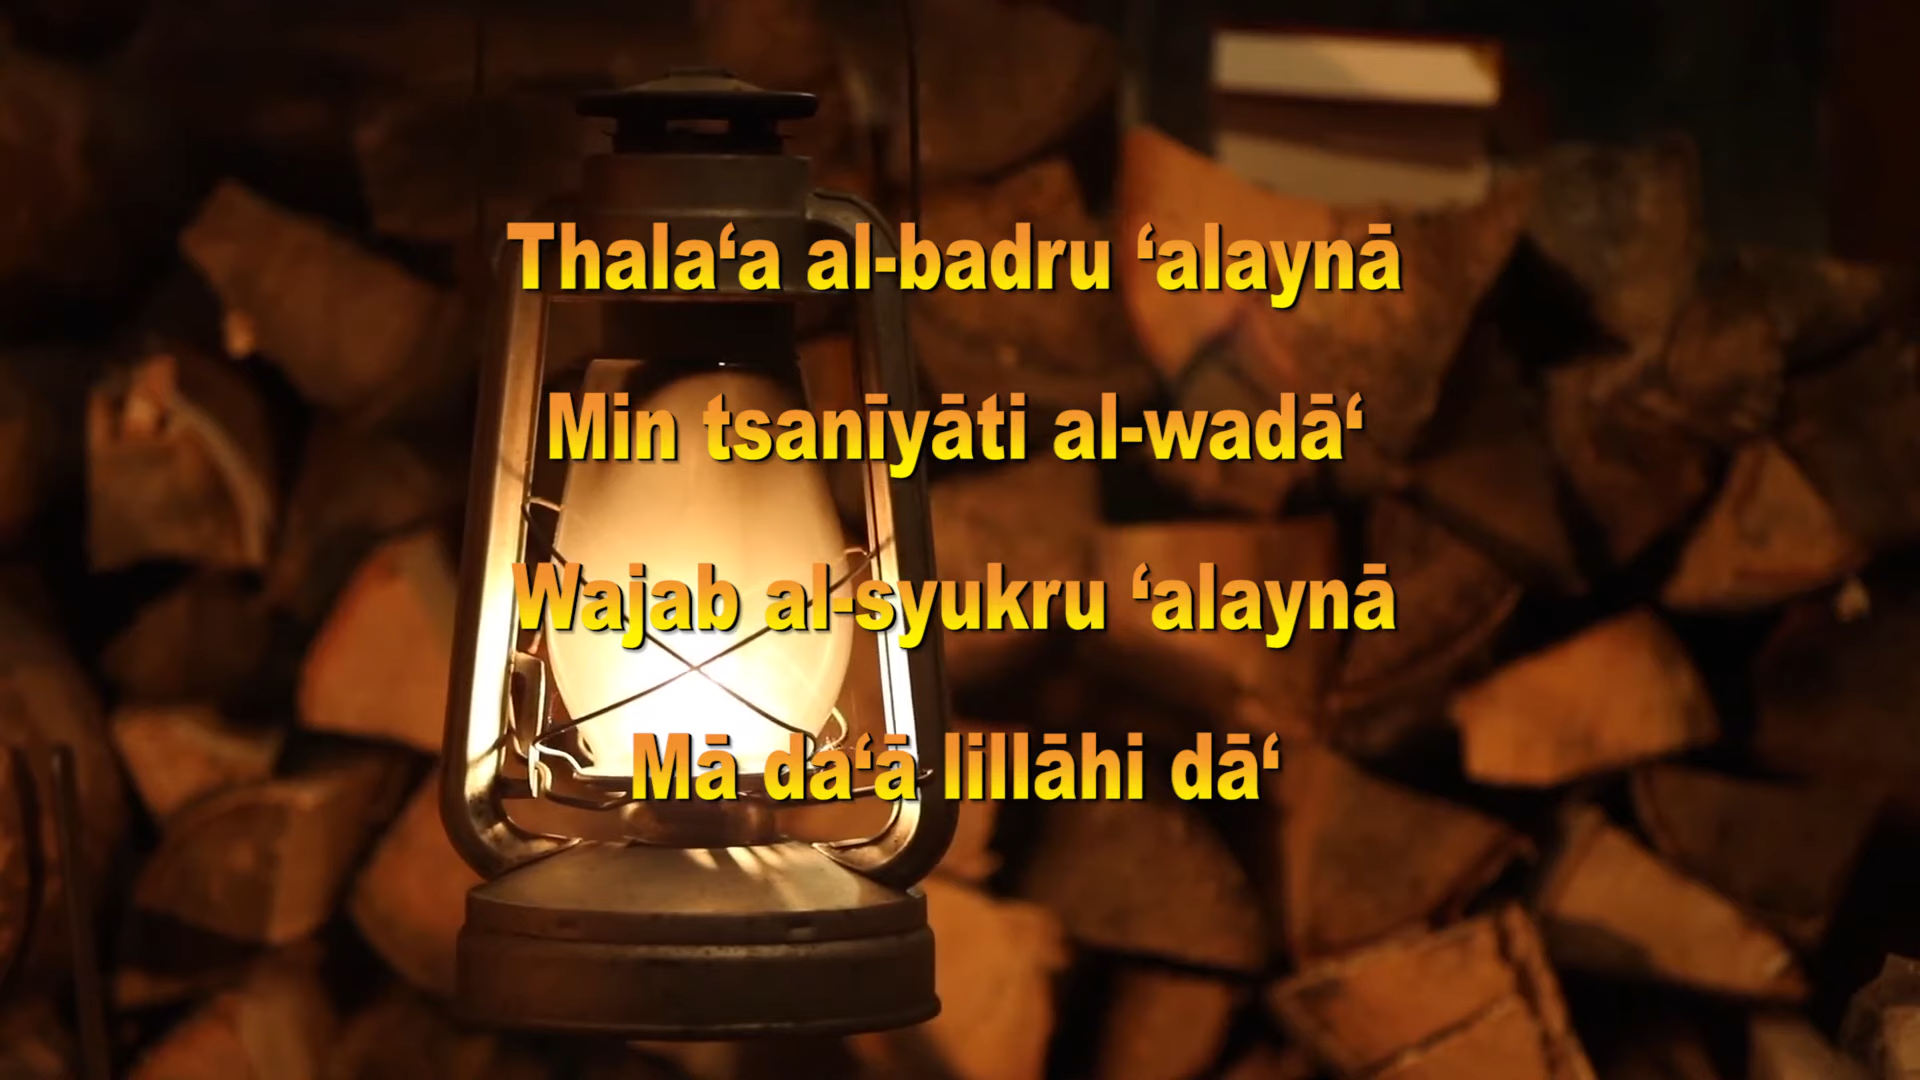 Thala‘a al-badru ‘alaynā
Min tsanīyāti al-wadā‘
Wajab al-syukru ‘alaynā
Mā da‘ā lillāhi dā‘